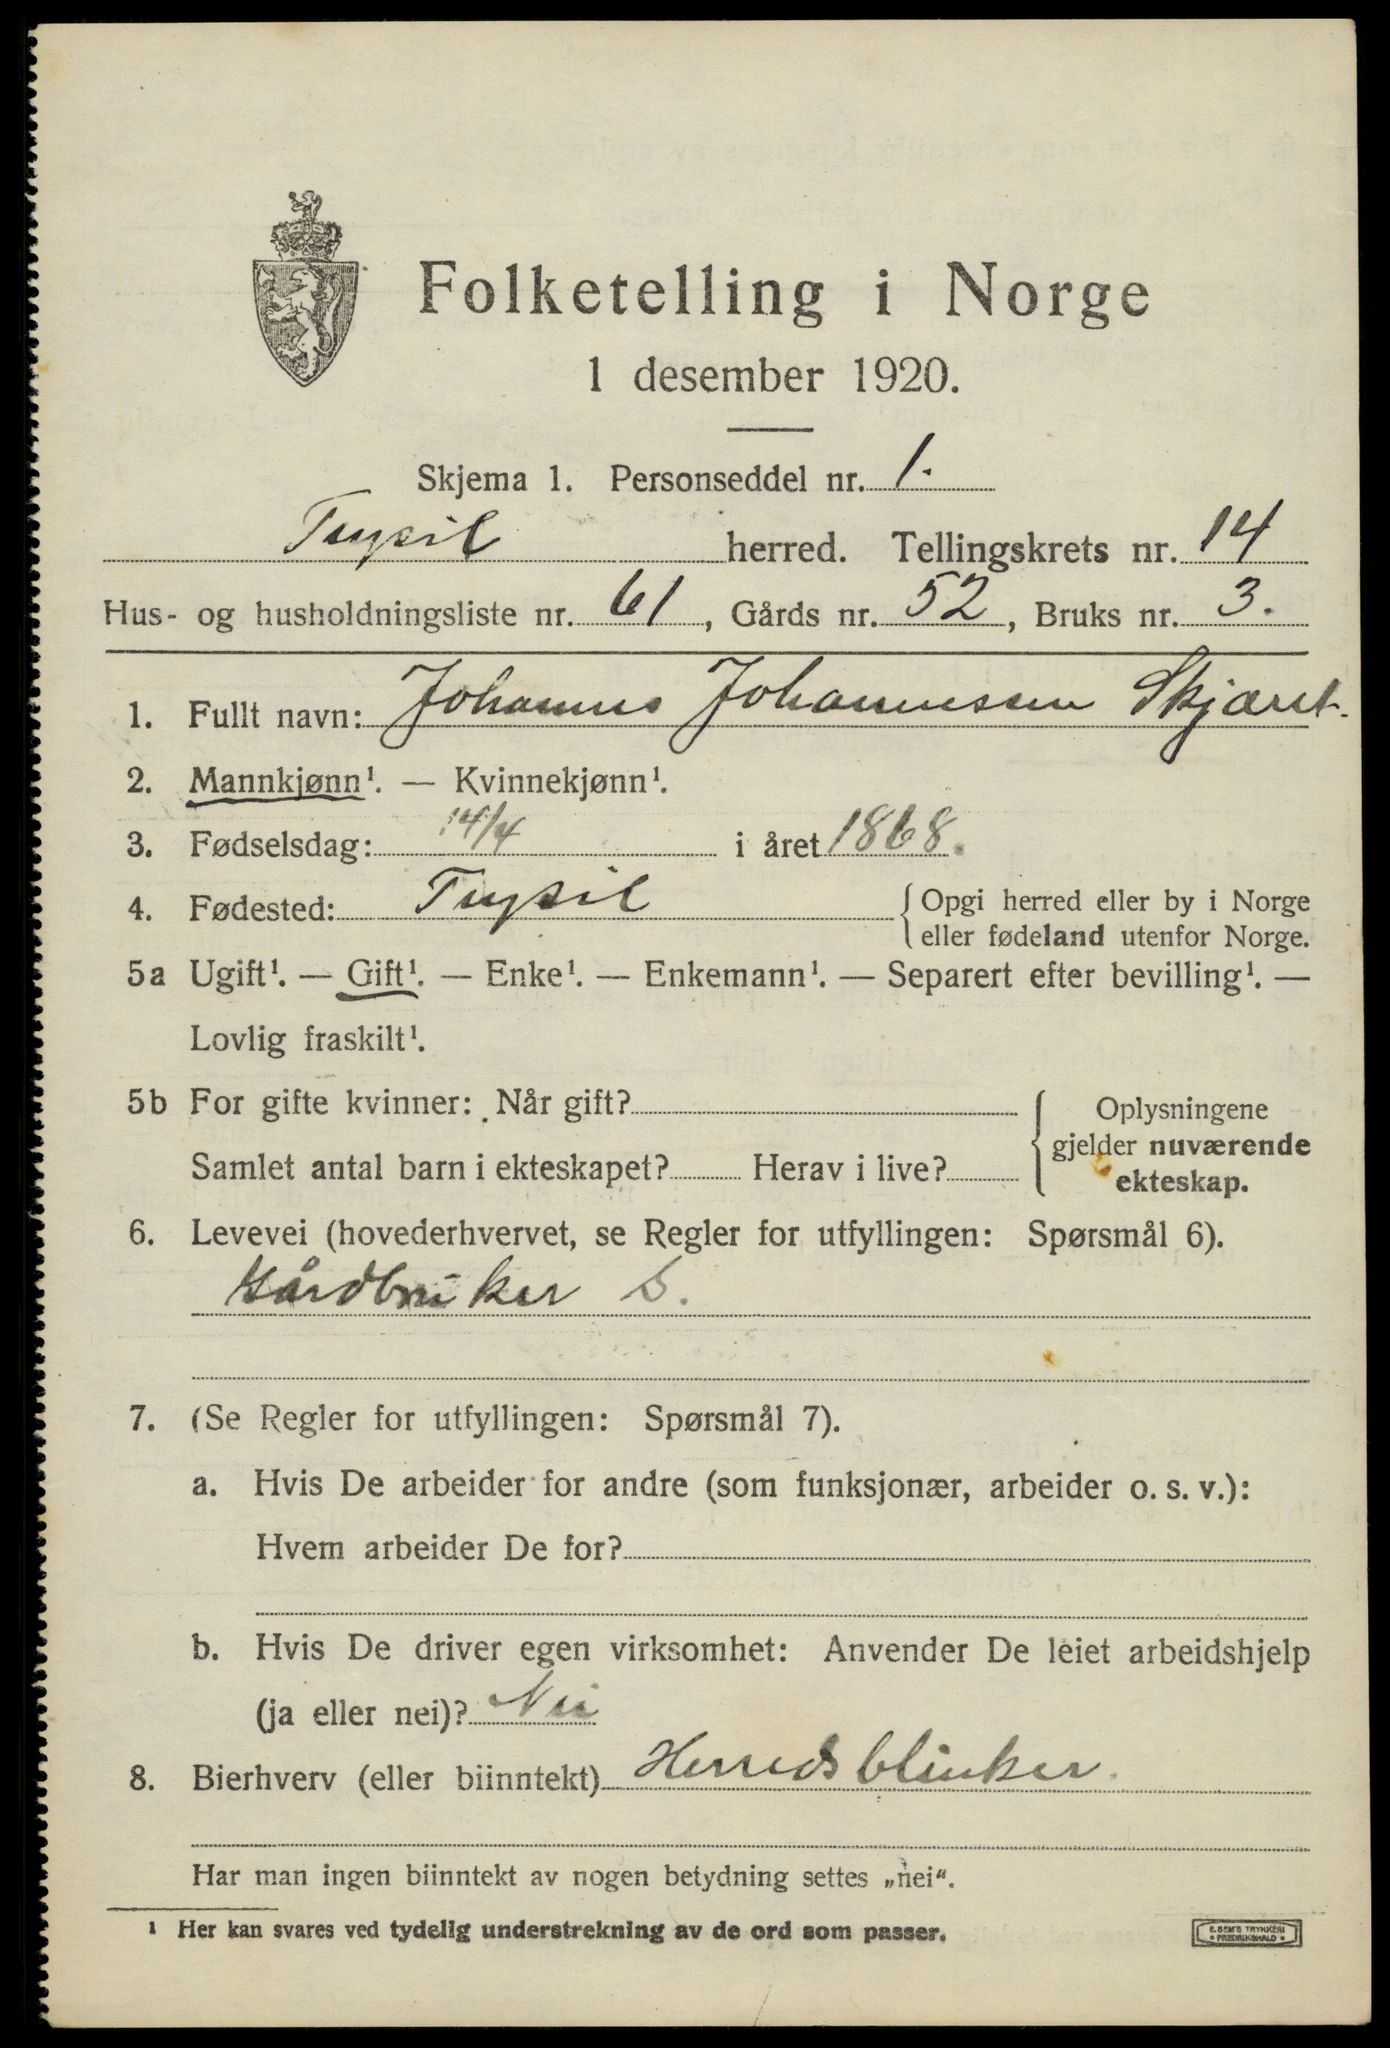 Folketelling i Norge
1 desember 1920.
Skjema 1. Personseddel nr. 1.
Trysil herred. Tellingskrets nr. 14
Hus- og husholdningsliste nr. 61, Gårds nr. 52, Bruks nr. 3.
1. Fullt navn: Johannes Johannessen Skjæret.
2. Mannkjønn¹. — Kvinnekjønn¹.
3. Fødselsdag: 14/4 i året 1868.
4. Fødested: Trysil { Opgi herred eller by i Norge
eller fødeland utenfor Norge.
5a Ugift¹. — Gift¹. — Enke¹. — Enkemann¹. — Separert efter bevilling¹. —
Lovlig fraskilt¹.
5b For gifte kvinner: Når gift?
Samlet antal barn i ekteskapet? Herav i live?
{ Oplysningene
gjelder nuværende
ekteskap.
6. Levevei (hovederhvervet, se Regler for utfyllingen: Spørsmål 6).
Gårdbruker S.
7. (Se Regler for utfyllingen: Spørsmål 7).
a. Hvis De arbeider for andre (som funksjonær, arbeider o. s. v.):
Hvem arbeider De for?
b. Hvis De driver egen virksomhet: Anvender De leiet arbeidshjelp
(ja eller nei)? Nei
8. Bierhverv (eller biinntekt) Herredsblinker.
Har man ingen biinntekt av nogen betydning settes „nei“.
¹ Her kan svares ved tydelig understrekning av de ord som passer.
E. SEM'S TRYKKERI
• FREDRIKSHALD •